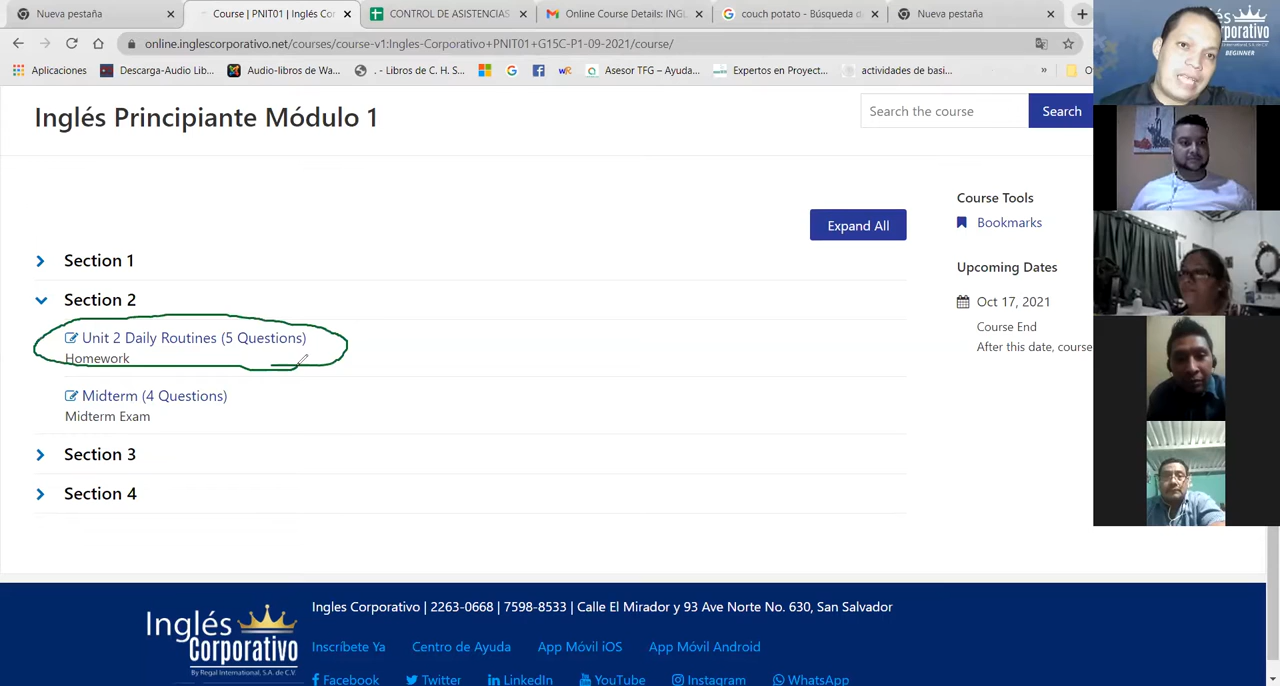 Nueva pestaña
Course | PNIT01 | Inglés Cor
CONTROL DE ASISTENCIAS
Online Course Details: INGL
couch potato - Búsqueda d
Nueva pestaña
online.inglescorporativo.net/courses/course-v1:Ingles-Corporativo+PNIT01+G15C-P1-09-2021/course/
Aplicaciones
Descarga-Audio Lib...
Audio-libros de Wa...
. - Libros de C. H. S...
Asesor TFG – Ayuda...
Expertos en Proyect...
actividades de basi...
»
Inglés Principiante Módulo 1
Search the course
Search
Corporativo
BEGINNER
Expand All
Course Tools
Bookmarks
Upcoming Dates
Oct 17, 2021
Course End
After this date, course
Section 1
Section 2
Unit 2 Daily Routines (5 Questions)
Homework
Midterm (4 Questions)
Midterm Exam
Section 3
Section 4
Inglés
Corporativo
By Regal International, S.A. de C.V.
Ingles Corporativo | 2263-0668 | 7598-8533 | Calle El Mirador y 93 Ave Norte No. 630, San Salvador
Inscríbete Ya
Centro de Ayuda
App Móvil iOS
App Móvil Android
Facebook
Twitter
LinkedIn
YouTube
Instagram
WhatsApp